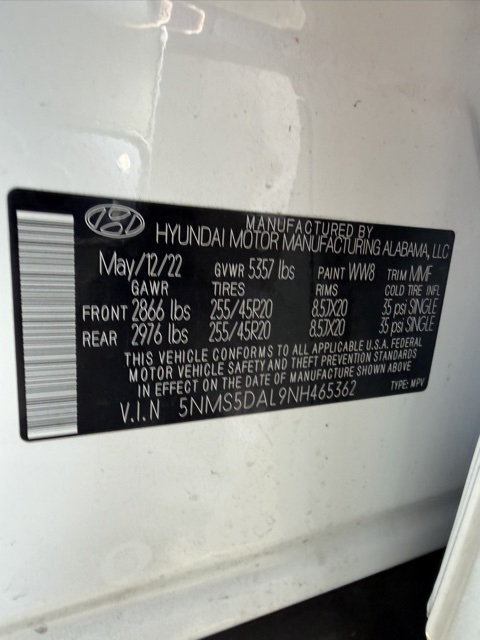 MANUFACTURED BY
HYUNDAI MOTOR MANUFACTURING ALABAMA, LLC
May/12/22 GVWR 5357 lbs PAINT WW8 TRIM MMF
GAWR TIRES RIMS COLD TIRE INFL
FRONT 2866 lbs 255/45R20 8.5JX20 35 psi SINGLE
REAR 2976 lbs 255/45R20 8.5JX20 35 psi SINGLE
THIS VEHICLE CONFORMS TO ALL APPLICABLE U.S.A. FEDERAL
MOTOR VEHICLE SAFETY AND THEFT PREVENTION STANDARDS
IN EFFECT ON THE DATE OF MANUFACTURE SHOWN ABOVE.
V.I.N 5NMS5DAL9NH465362 TYPE: MPV